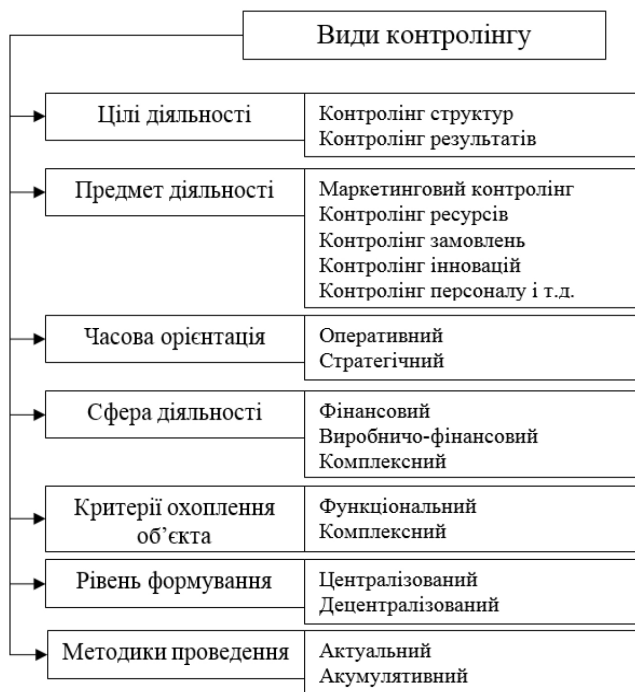 Види контролінгу
Цілі діяльності
Контролінг структур
Контролінг результатів
Предмет діяльності
Маркетинговий контролінг
Контролінг ресурсів
Контролінг замовлень
Контролінг інновацій
Контролінг персоналу і т.д.
Часова орієнтація
Оперативний
Стратегічний
Сфера діяльності
Фінансовий
Виробничо-фінансовий
Комплексний
Критерії охоплення
об’єкта
Функціональний
Комплексний
Рівень формування
Централізований
Децентралізований
Методики проведення
Актуальний
Акумулятивний